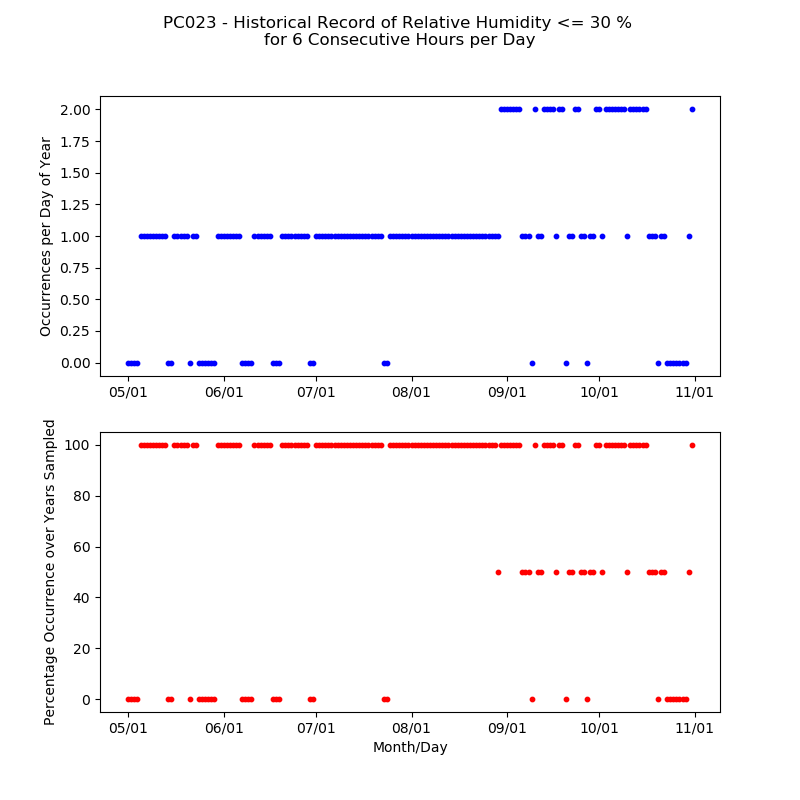 PC023 - Historical Record of Relative Humidity <= 30 %
for 6 Consecutive Hours per Day
Occurrences per Day of Year
2.00
1.75
1.50
1.25
1.00
0.75
0.50
0.25
0.00
05/01 06/01 07/01 08/01 09/01 10/01 11/01
Percentage Occurrence over Years Sampled
100
80
60
40
20
0
05/01 06/01 07/01 08/01 09/01 10/01 11/01
Month/Day